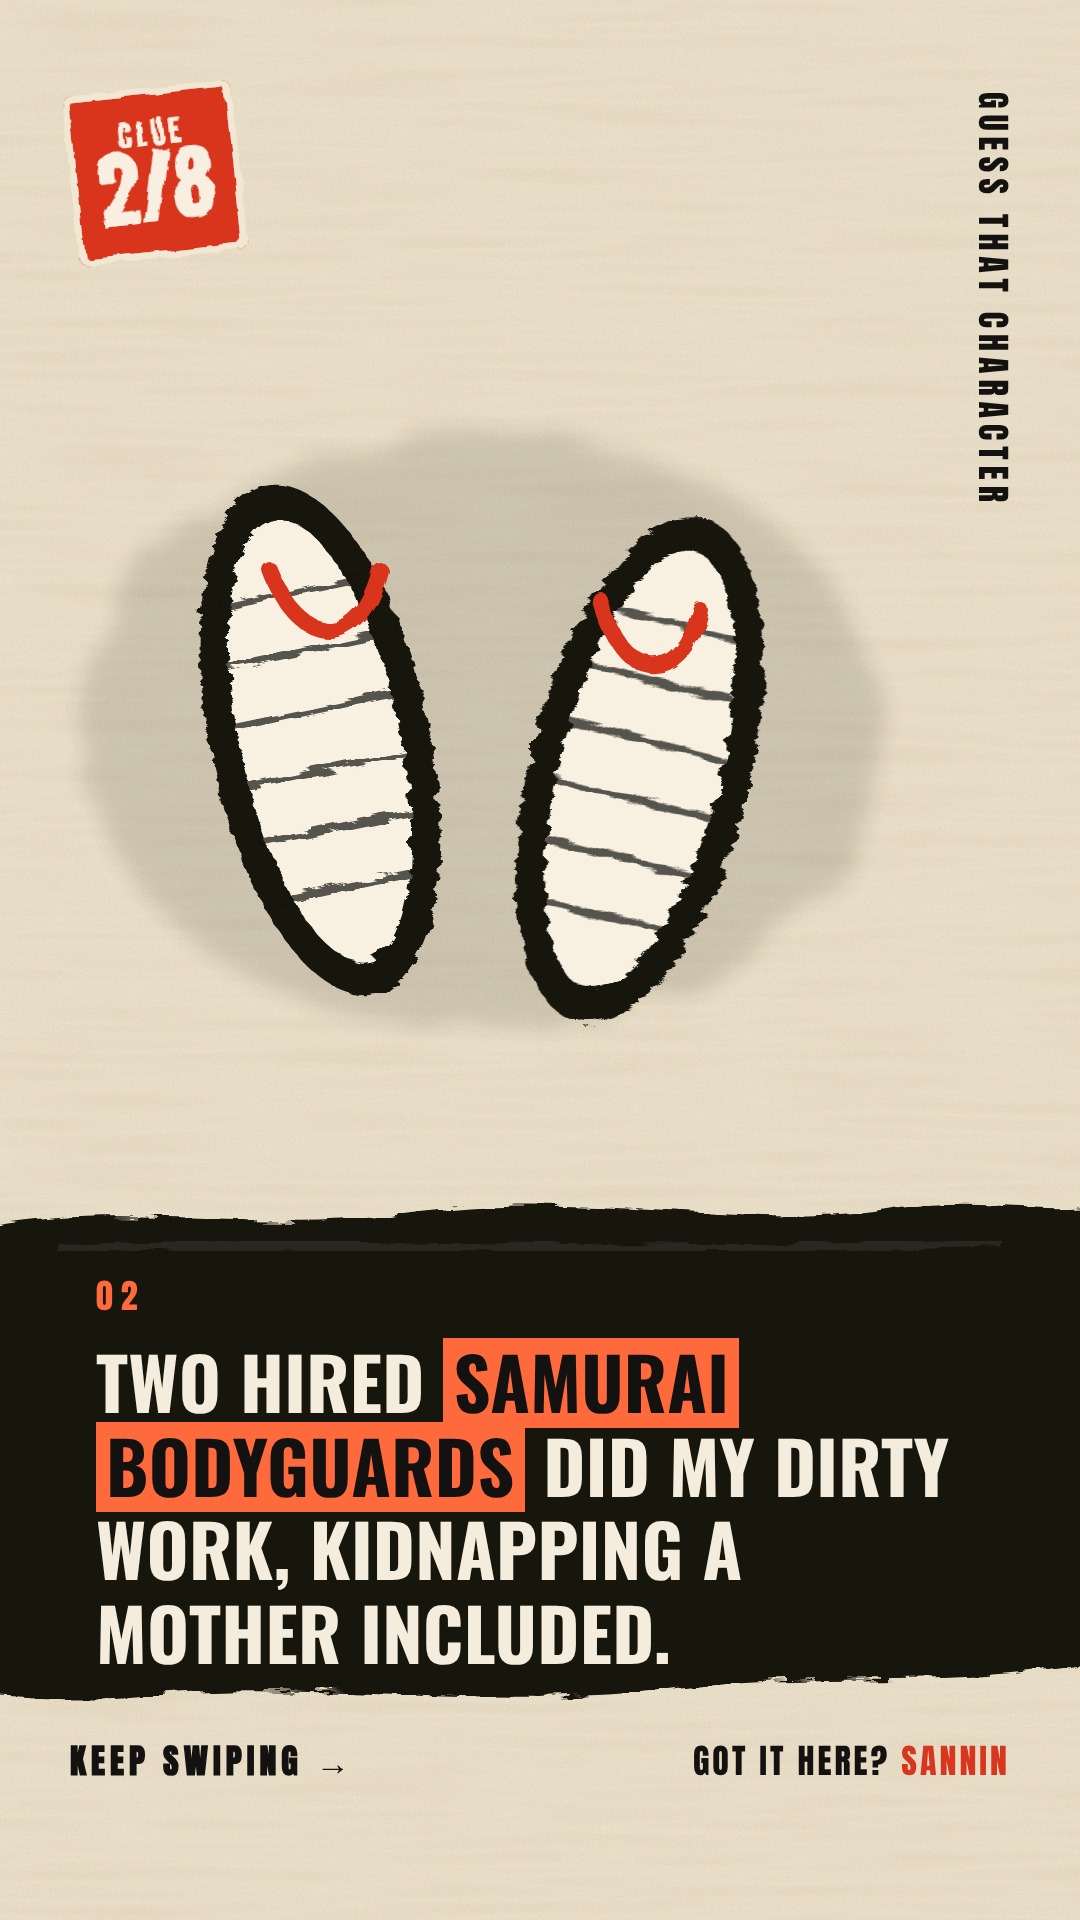 CLUE
2/8
GUESS THAT CHARACTER
02
TWO HIRED SAMURAI
BODYGUARDS DID MY DIRTY
WORK, KIDNAPPING A
MOTHER INCLUDED.
KEEP SWIPING →
GOT IT HERE? SANNIN